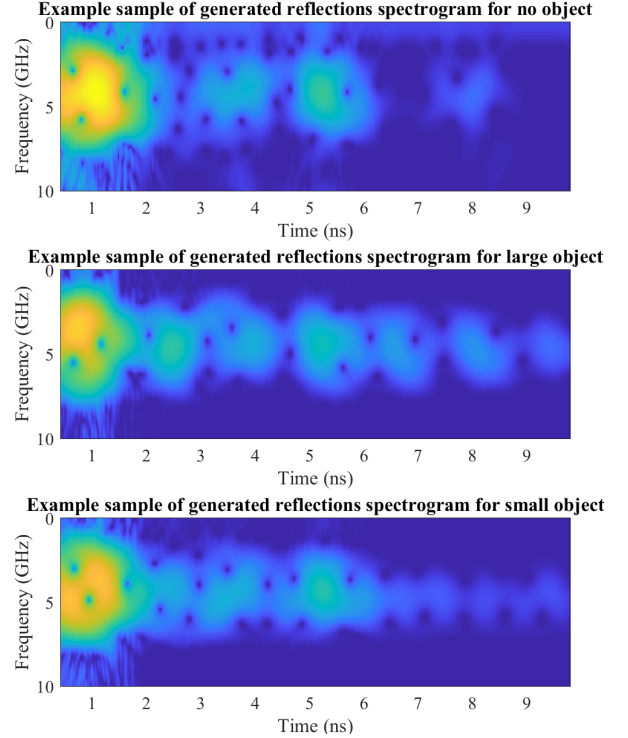 Example sample of generated reflections spectrogram for no object
0
5
10
Frequency (GHz)
1 2 3 4 5 6 7 8 9
Time (ns)
Example sample of generated reflections spectrogram for large object
0
5
10
Frequency (GHz)
1 2 3 4 5 6 7 8 9
Time (ns)
Example sample of generated reflections spectrogram for small object
0
5
10
Frequency (GHz)
1 2 3 4 5 6 7 8 9
Time (ns)